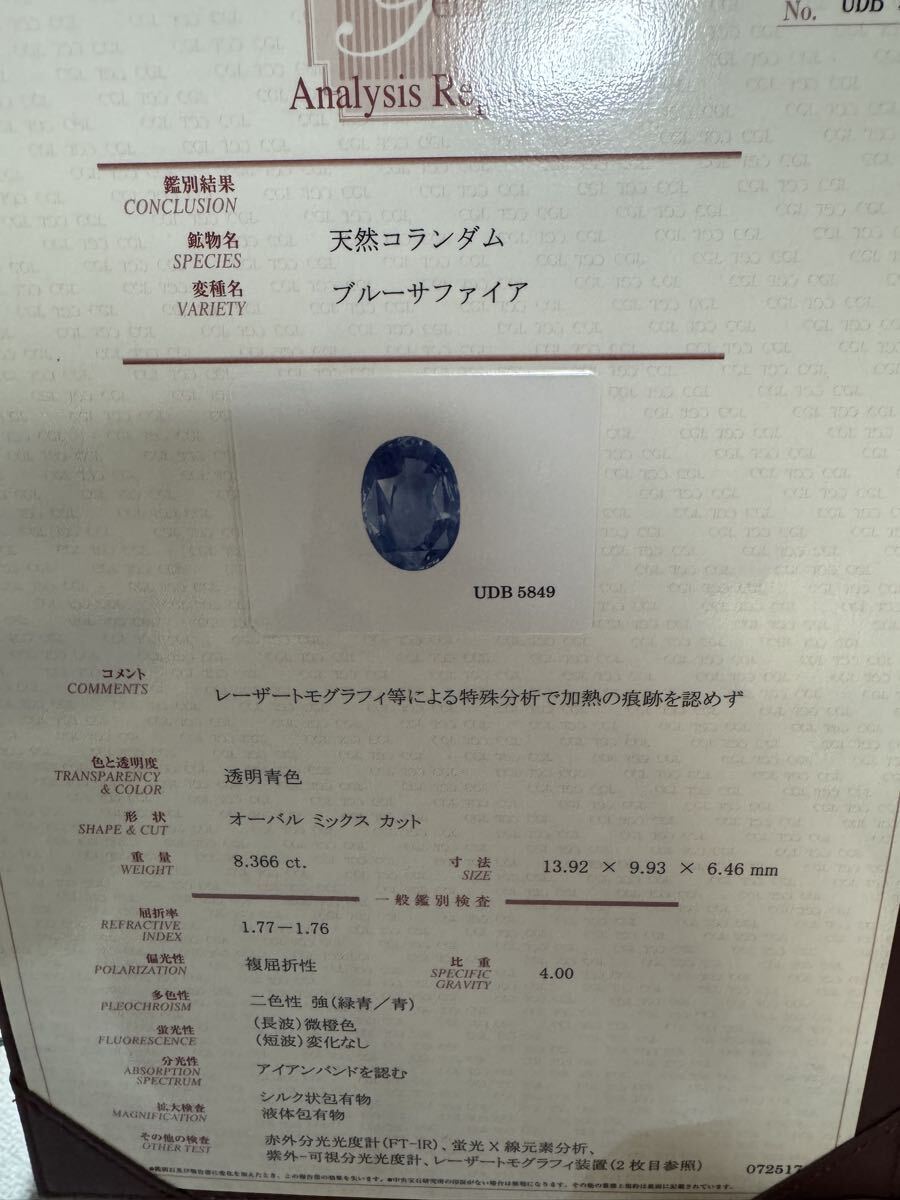 No. UDB
Analysis
鑑別結果
CONCLUSION
鉱物名
SPECIES
天然コランダム
変種名
VARIETY
ブルーサファイア
UDB 5849
コメント
COMMENTS
レーザートモグラフィ等による特殊分析で加熱の痕跡を認めず
色と透明度
TRANSPARENCY
& COLOR
透明青色
形 状
SHAPE & CUT
オーバル ミックス カット
重 量
WEIGHT
8.366 ct.
寸 法
SIZE
13.92 × 9.93 × 6.46 mm
一般鑑別検査
屈折率
REFRACTIVE
INDEX
1.77－1.76
偏光性
POLARIZATION
複屈折性
比 重
SPECIFIC
GRAVITY
4.00
多色性
PLEOCHROISM
二色性 強(緑青／青)
蛍光性
FLUORESCENCE
(長波)微橙色
(短波)変化なし
分光性
ABSORPTION
SPECTRUM
アイアンバンドを認む
拡大検査
MAGNIFICATION
シルク状包有物
液体包有物
その他の検査
OTHER TEST
赤外分光光度計(FT-IR)、蛍光X線元素分析、
紫外-可視分光光度計、レーザートモグラフィ装置(2枚目参照)
072517